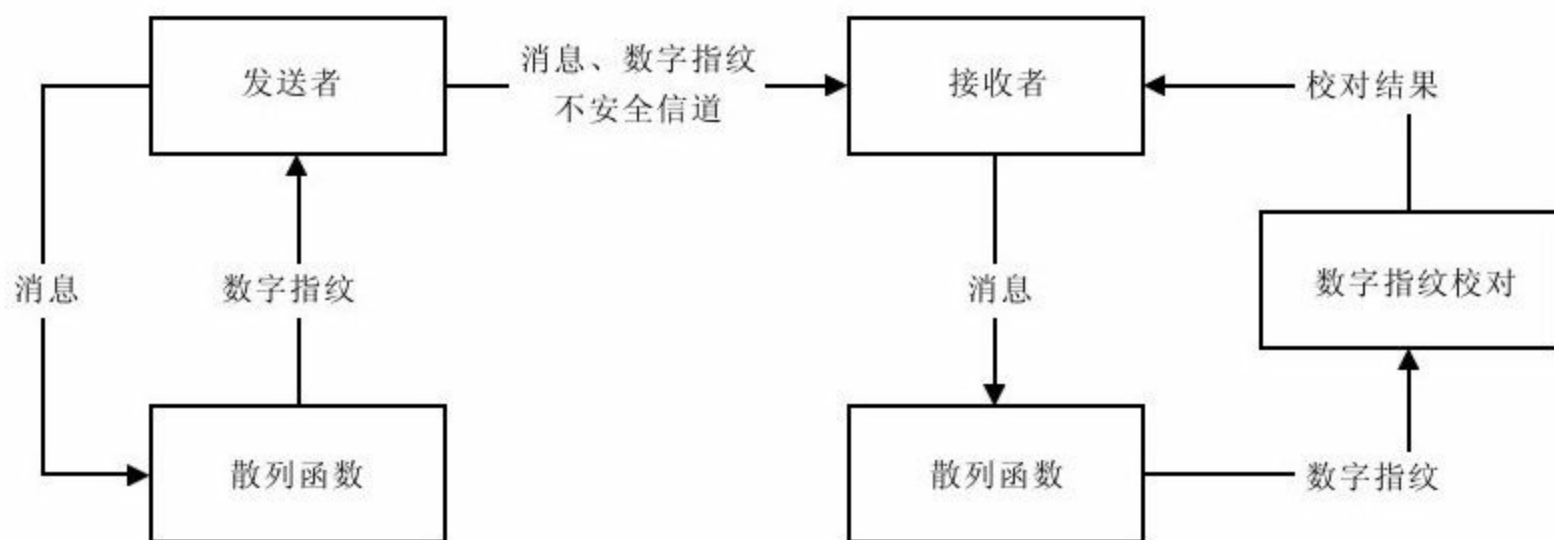 发送者
消息、数字指纹
不安全信道
接收者
校对结果
消息
数字指纹
消息
数字指纹校对
散列函数
散列函数
数字指纹